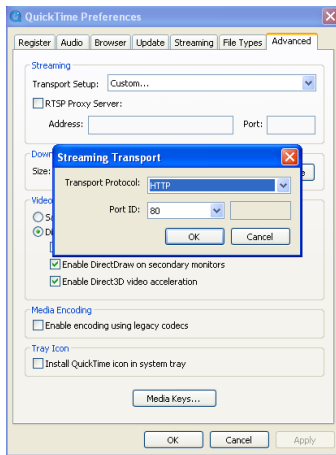 QuickTime Preferences
Register Audio Browser Update Streaming File Types Advanced
Streaming
Transport Setup: Custom...
RTSP Proxy Server:
Address: Port:
Streaming Transport
Size:
Transport Protocol: HTTP
Port ID: 80
OK Cancel
Enable DirectDraw on secondary monitors
Enable Direct3D video acceleration
Media Encoding
Enable encoding using legacy codecs
Tray Icon
Install QuickTime icon in system tray
Media Keys...
OK Cancel Apply